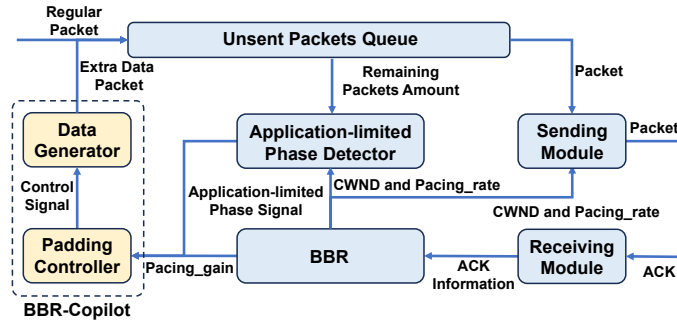 Regular
Packet
Unsent Packets Queue
Extra Data
Packet
Remaining
Packets Amount
Packet
Data
Generator
Application-limited
Phase Detector
Sending
Module
Packet
Control
Signal
Application-limited
Phase Signal
CWND and Pacing_rate
CWND and Pacing_rate
Padding
Controller
Pacing_gain
BBR
ACK
Information
Receiving
Module
ACK
BBR-Copilot